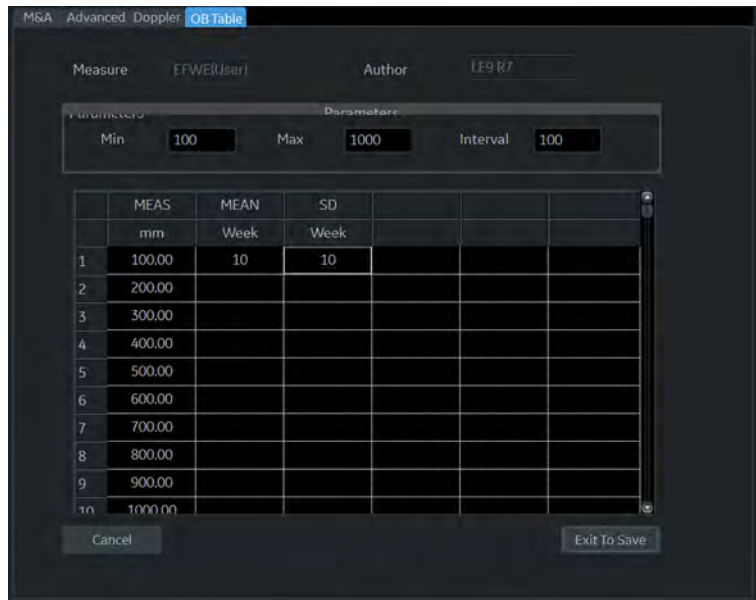 M&A Advanced Doppler OB Table
Measure EFWE(User) Author LE9 R7
Parameters Parameters
Min 100 Max 1000 Interval 100
MEAS MEAN SD
mm Week Week
1 100.00 10 10
2 200.00
3 300.00
4 400.00
5 500.00
6 600.00
7 700.00
8 800.00
9 900.00
10 1000.00
Cancel Exit To Save